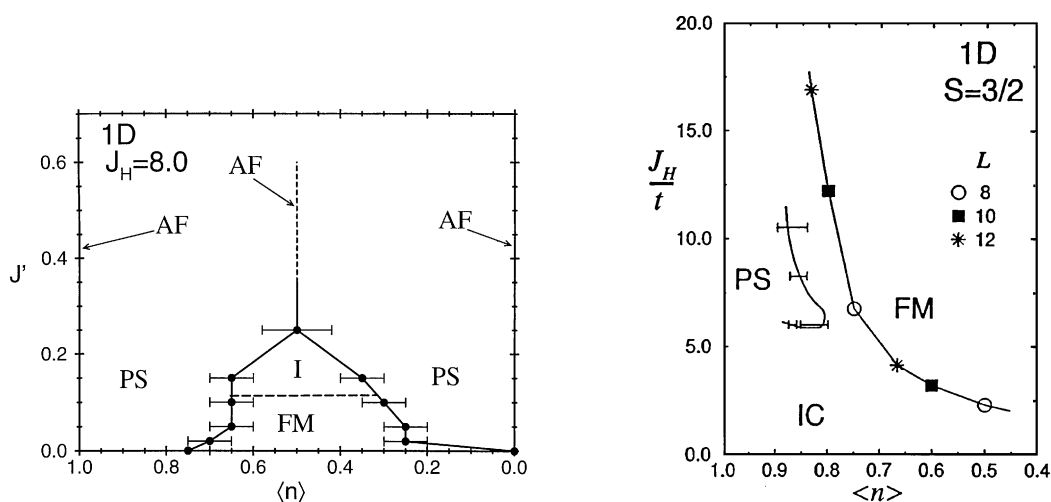 1D
J_H=8.0
0.6
AF
AF
AF
0.4
J'
0.2
PS
I
PS
FM
0.0
1.0 0.8 0.6 0.4 0.2 0.0
⟨n⟩
20.0
1D
S=3/2
17.5
J_H
t
L
8
10
12
15.0
10.0
PS
FM
5.0
IC
0.0
1.0 0.9 0.8 0.7 0.6 0.5 0.4
<n>